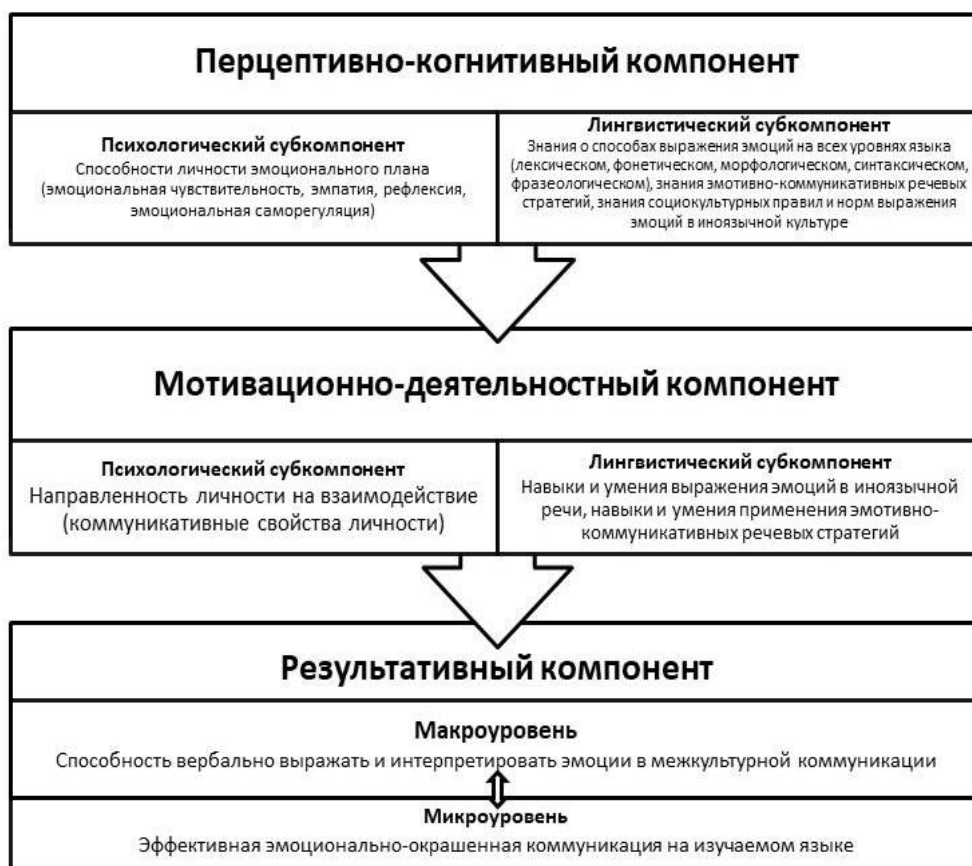 Перцептивно-когнитивный компонент
Психологический субкомпонент
Способности личности эмоционального плана
(эмоциональная чувствительность, эмпатия, рефлексия,
эмоциональная саморегуляция)
Лингвистический субкомпонент
Знания о способах выражения эмоций на всех уровнях языка
(лексическом, фонетическом, морфологическом, синтаксическом,
фразеологическом), знания эмотивно-коммуникативных речевых
стратегий, знания социокультурных правил и норм выражения
эмоций в иноязычной культуре
Мотивационно-деятельностный компонент
Психологический субкомпонент
Направленность личности на взаимодействие
(коммуникативные свойства личности)
Лингвистический субкомпонент
Навыки и умения выражения эмоций в иноязычной
речи, навыки и умения применения эмотивно-
коммуникативных речевых стратегий
Результативный компонент
Макроуровень
Способность вербально выражать и интерпретировать эмоции в межкультурной коммуникации
Микроуровень
Эффективная эмоционально-окрашенная коммуникация на изучаемом языке